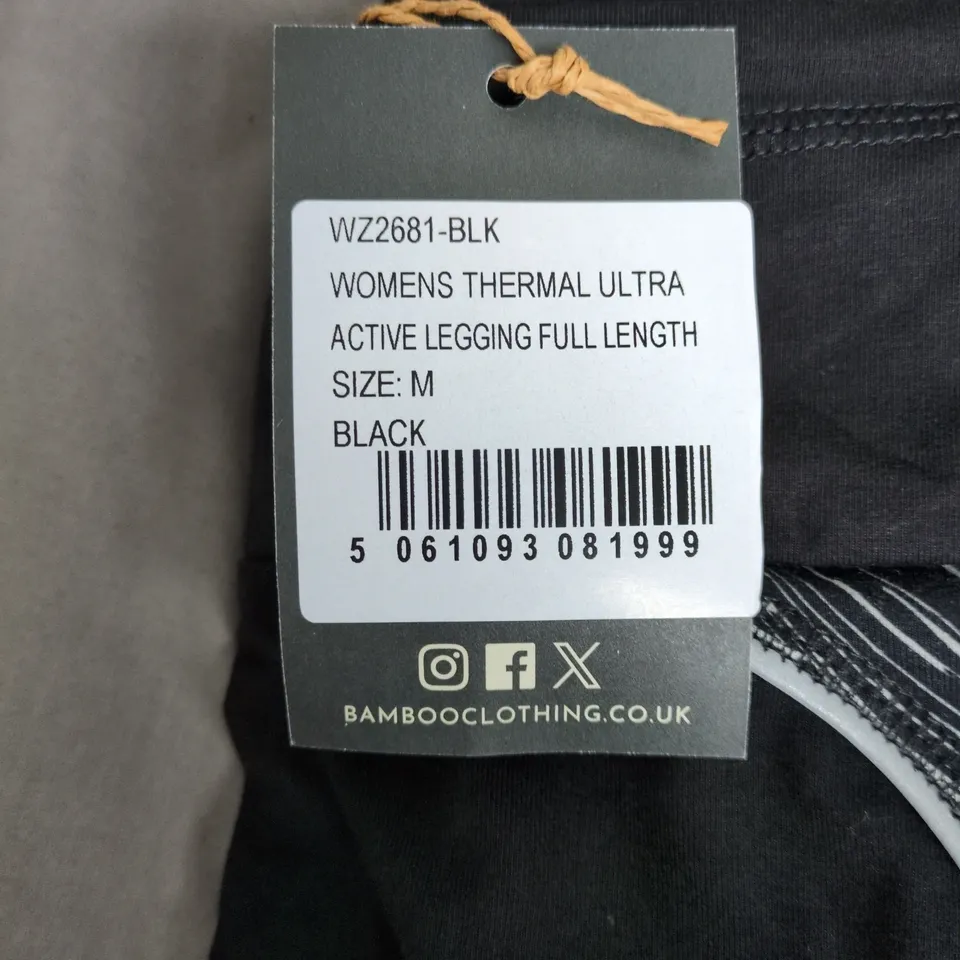 WZ2681-BLK
WOMENS THERMAL ULTRA
ACTIVE LEGGING FULL LENGTH
SIZE: M
BLACK
5 061093 081999
BAMBOOCLOTHING.CO.UK